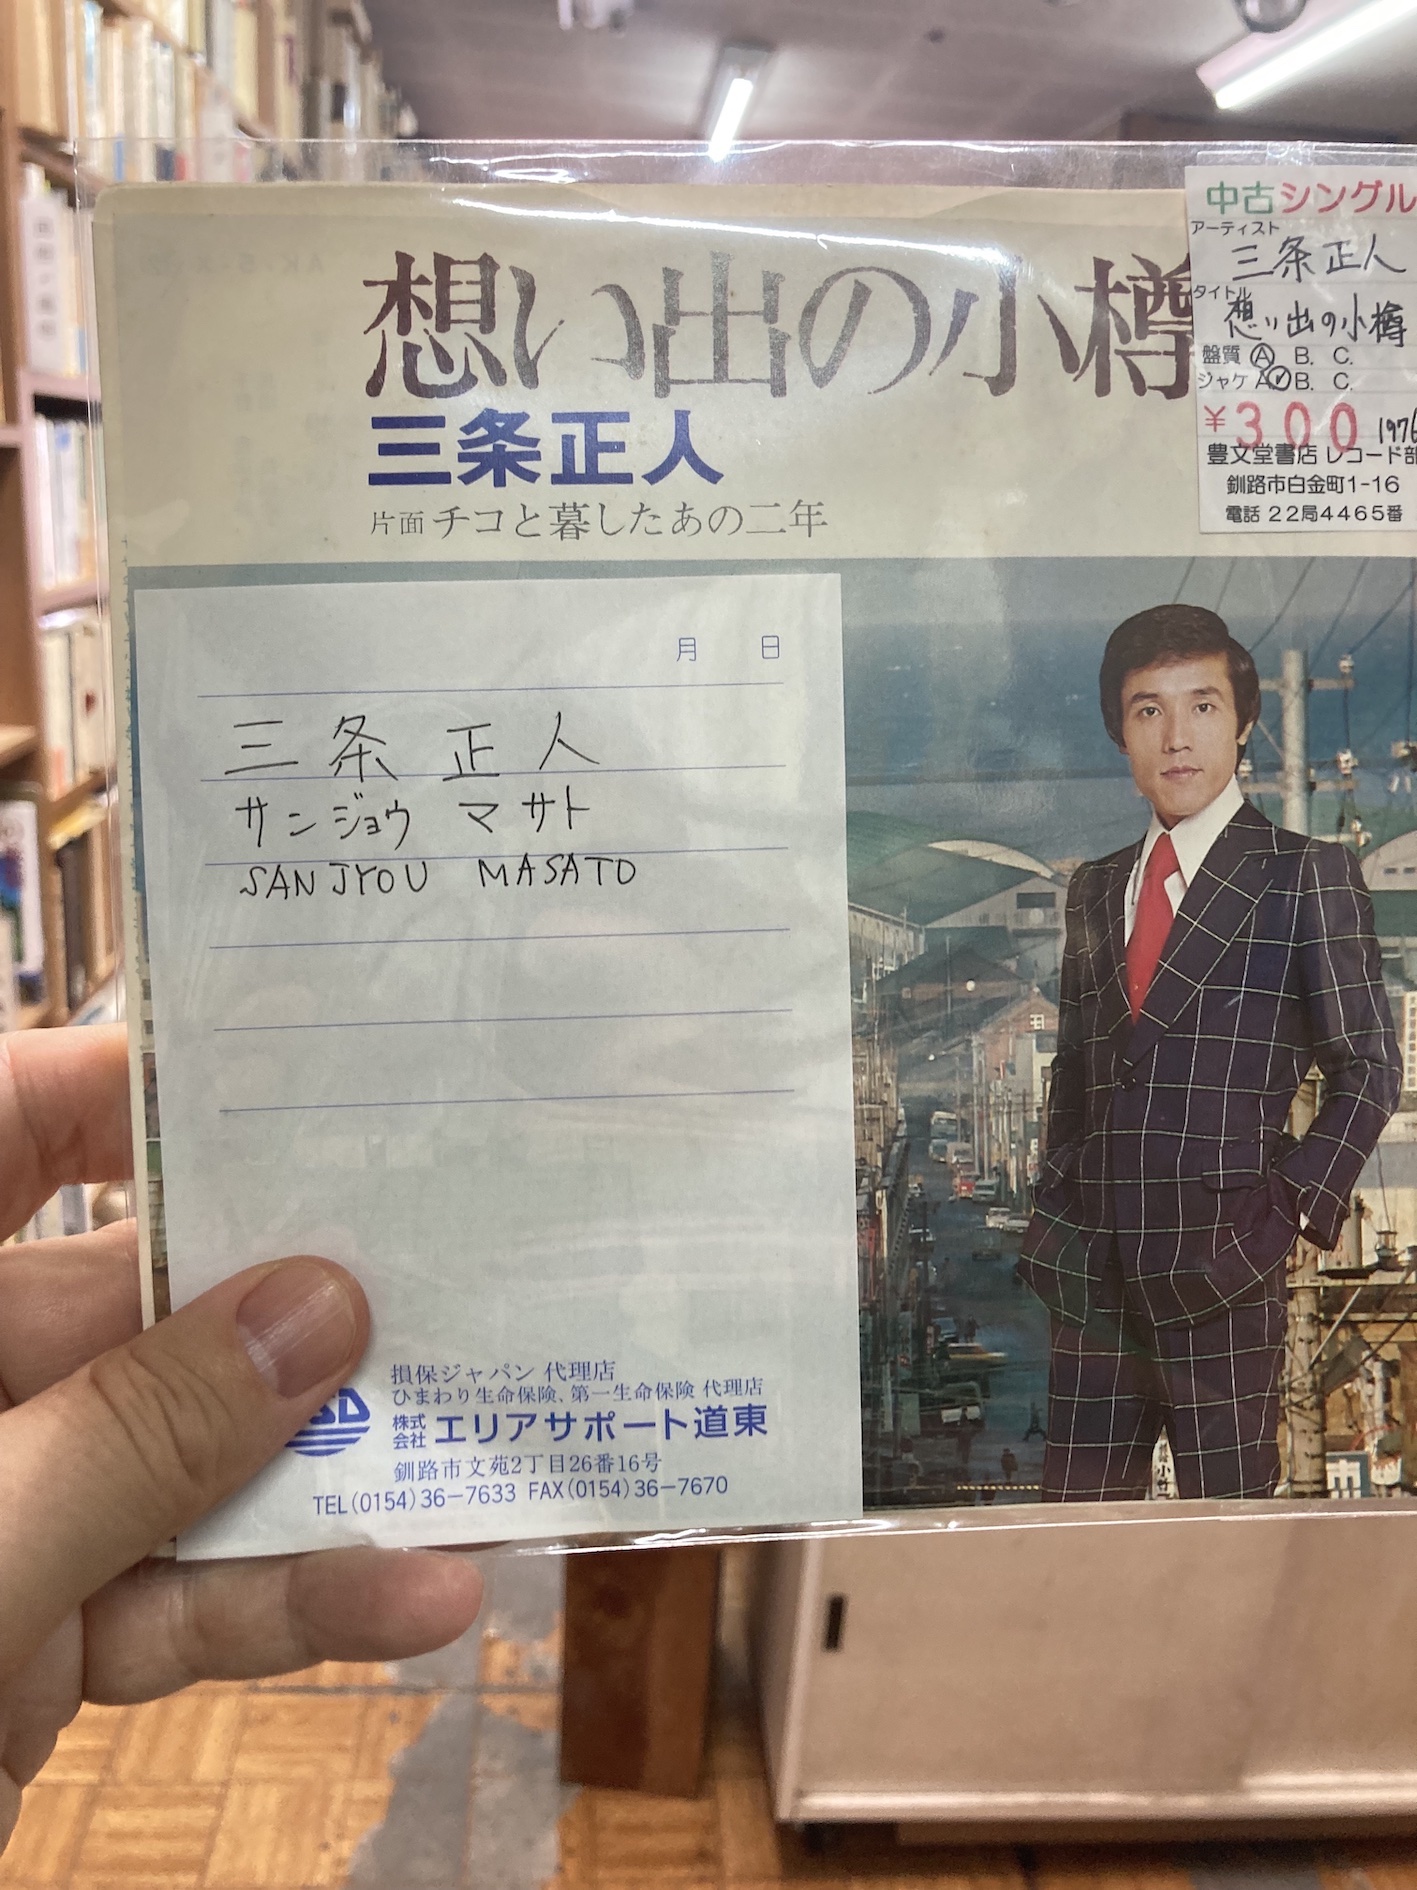 想い出の小樽
三条正人
片面 チコと暮したあの二年
中古シングル
アーティスト
三条正人
タイトル
想い出の小樽
盤質 A B. C.
ジャケ A B. C.
¥300 1976
豊文堂書店 レコード部
釧路市白金町1-16
電話 22局4465番
月 日
三条 正人
サンジョウ マサト
SANJYOU MASATO
損保ジャパン 代理店
ひまわり生命保険、第一生命保険 代理店
株式会社 エリアサポート道東
釧路市文苑2丁目26番16号
TEL(0154)36-7633 FAX(0154)36-7670